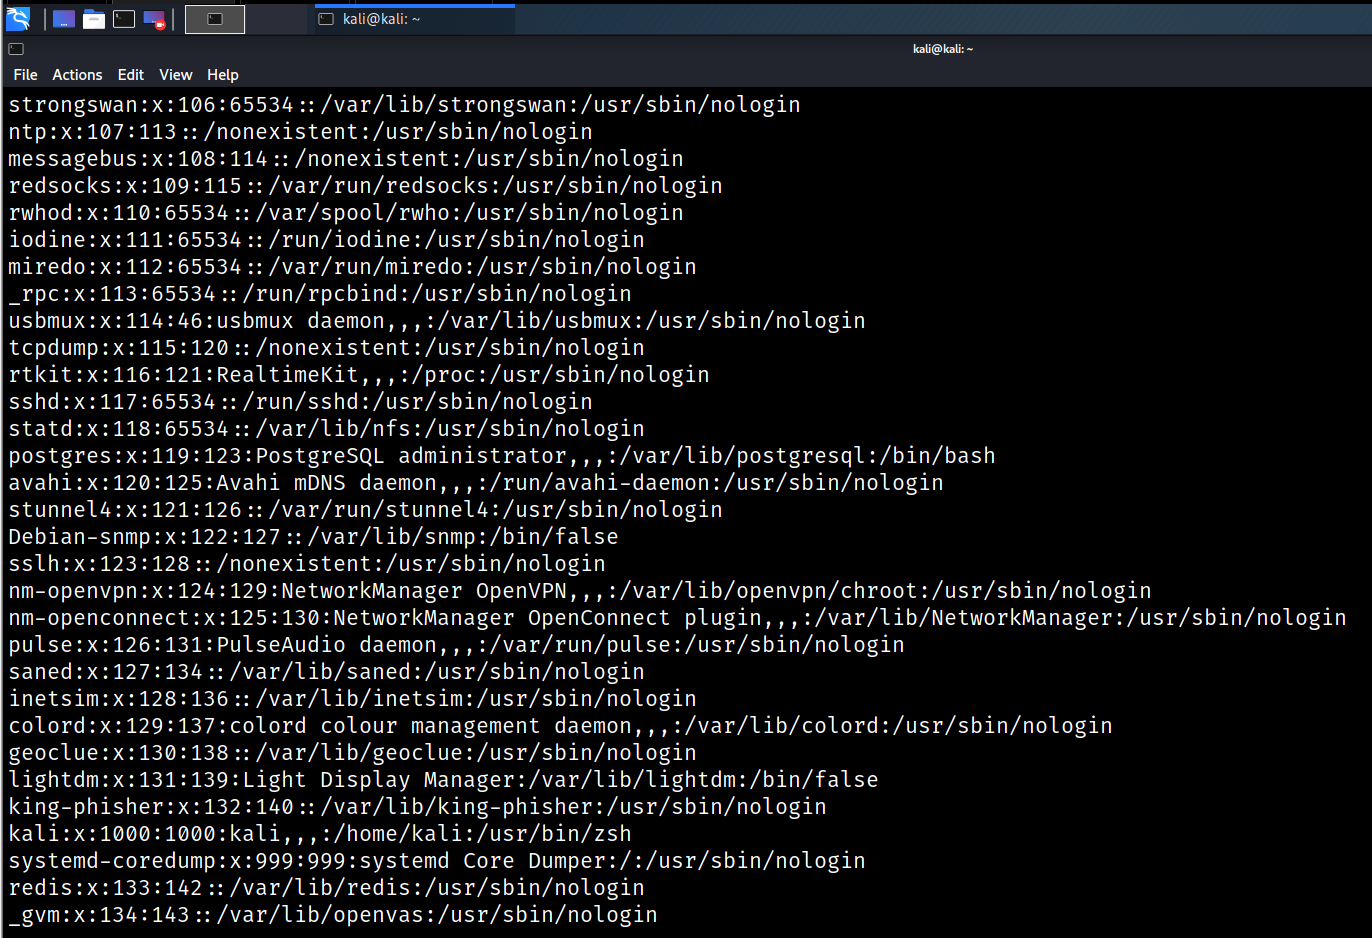 kali@kali: ~
kali@kali: ~
File Actions Edit View Help
strongswan:x:106:65534::/var/lib/strongswan:/usr/sbin/nologin
ntp:x:107:113::/nonexistent:/usr/sbin/nologin
messagebus:x:108:114::/nonexistent:/usr/sbin/nologin
redsocks:x:109:115::/var/run/redsocks:/usr/sbin/nologin
rwhod:x:110:65534::/var/spool/rwho:/usr/sbin/nologin
iodine:x:111:65534::/run/iodine:/usr/sbin/nologin
miredo:x:112:65534::/var/run/miredo:/usr/sbin/nologin
_rpc:x:113:65534::/run/rpcbind:/usr/sbin/nologin
usbmux:x:114:46:usbmux daemon,,,:/var/lib/usbmux:/usr/sbin/nologin
tcpdump:x:115:120::/nonexistent:/usr/sbin/nologin
rtkit:x:116:121:RealtimeKit,,,:/proc:/usr/sbin/nologin
sshd:x:117:65534::/run/sshd:/usr/sbin/nologin
statd:x:118:65534::/var/lib/nfs:/usr/sbin/nologin
postgres:x:119:123:PostgreSQL administrator,,,:/var/lib/postgresql:/bin/bash
avahi:x:120:125:Avahi mDNS daemon,,,:/run/avahi-daemon:/usr/sbin/nologin
stunnel4:x:121:126::/var/run/stunnel4:/usr/sbin/nologin
Debian-snmp:x:122:127::/var/lib/snmp:/bin/false
sslh:x:123:128::/nonexistent:/usr/sbin/nologin
nm-openvpn:x:124:129:NetworkManager OpenVPN,,,:/var/lib/openvpn/chroot:/usr/sbin/nologin
nm-openconnect:x:125:130:NetworkManager OpenConnect plugin,,,:/var/lib/NetworkManager:/usr/sbin/nologin
pulse:x:126:131:PulseAudio daemon,,,:/var/run/pulse:/usr/sbin/nologin
saned:x:127:134::/var/lib/saned:/usr/sbin/nologin
inetsim:x:128:136::/var/lib/inetsim:/usr/sbin/nologin
colord:x:129:137:colord colour management daemon,,,:/var/lib/colord:/usr/sbin/nologin
geoclue:x:130:138::/var/lib/geoclue:/usr/sbin/nologin
lightdm:x:131:139:Light Display Manager:/var/lib/lightdm:/bin/false
king-phisher:x:132:140::/var/lib/king-phisher:/usr/sbin/nologin
kali:x:1000:1000:kali,,,:/home/kali:/usr/bin/zsh
systemd-coredump:x:999:999:systemd Core Dumper:/:/usr/sbin/nologin
redis:x:133:142::/var/lib/redis:/usr/sbin/nologin
_gvm:x:134:143::/var/lib/openvas:/usr/sbin/nologin